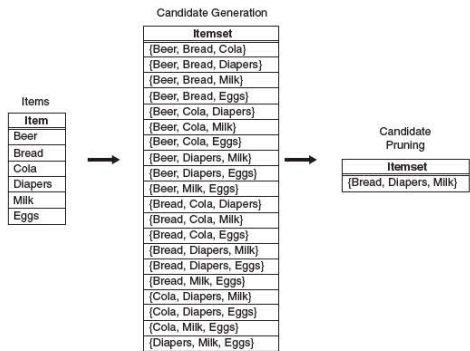 Candidate Generation
Itemset
{Beer, Bread, Cola}
{Beer, Bread, Diapers}
{Beer, Bread, Milk}
{Beer, Bread, Eggs}
{Beer, Cola, Diapers}
{Beer, Cola, Milk}
{Beer, Cola, Eggs}
{Beer, Diapers, Milk}
{Beer, Diapers, Eggs}
{Beer, Milk, Eggs}
{Bread, Cola, Diapers}
{Bread, Cola, Milk}
{Bread, Cola, Eggs}
{Bread, Diapers, Milk}
{Bread, Diapers, Eggs}
{Bread, Milk, Eggs}
{Cola, Diapers, Milk}
{Cola, Diapers, Eggs}
{Cola, Milk, Eggs}
{Diapers, Milk, Eggs}
Items
Item
Beer
Bread
Cola
Diapers
Milk
Eggs
Candidate
Pruning
Itemset
{Bread, Diapers, Milk}